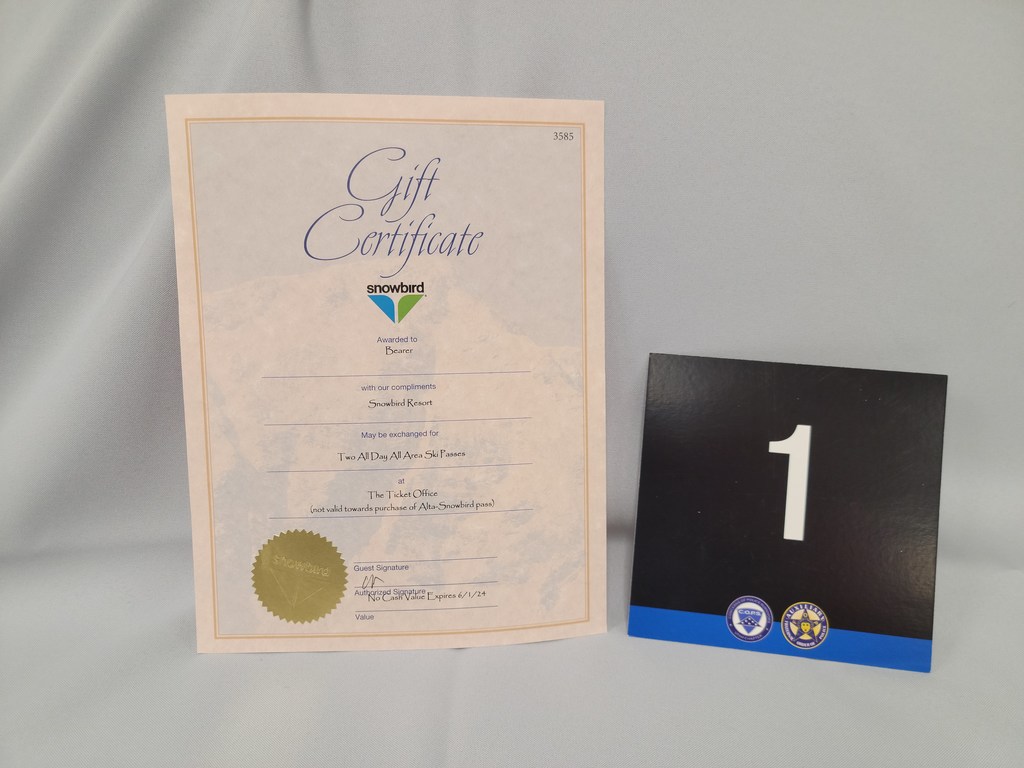 3585
Gift
Certificate
snowbird
Awarded to
Bearer
with our compliments
Snowbird Resort
May be exchanged for
Two All Day All Area Ski Passes
at
The Ticket Office
(not valid towards purchase of Alta-Snowbird pass)
snowbird
Guest Signature
Authorized Signature
No Cash Value Expires 6/1/24
Value
1
C.O.P.S.
AUXILIARY